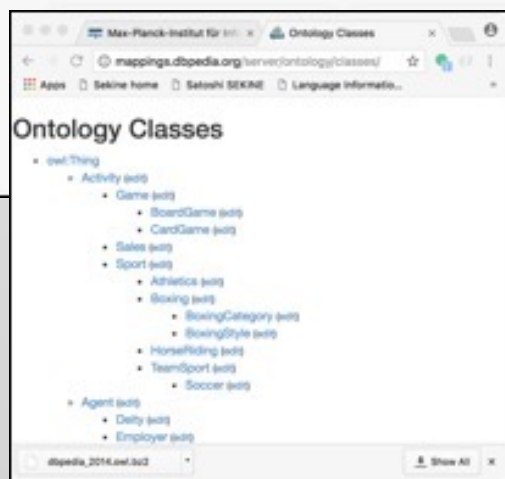 Max-Planck-Institut für Inf Ontology Classes
mappings.dbpedia.org/server/ontology/classes/
Apps Sekine home Satoshi SEKINE Language Informatio...
Ontology Classes
owl:Thing
Activity (edit)
Game (edit)
BoardGame (edit)
CardGame (edit)
Sales (edit)
Sport (edit)
Athletics (edit)
Boxing (edit)
BoxingCategory (edit)
BoxingStyle (edit)
HorseRiding (edit)
TeamSport (edit)
Soccer (edit)
Agent (edit)
Deity (edit)
Employer (edit)
dbpedia_2014.owl.bz2 Show All